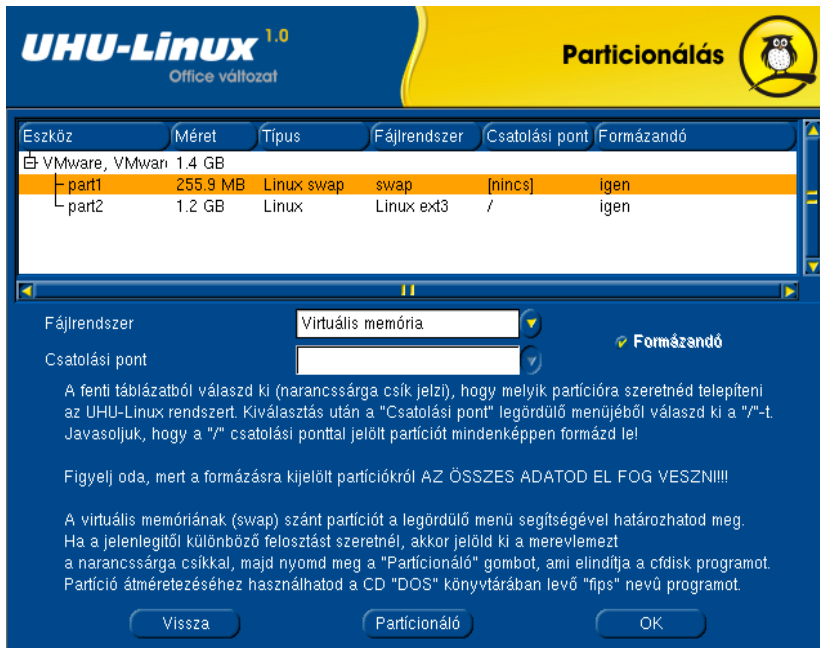 UHU-Linux 1.0
Office változat
Particionálás
Eszköz Méret Típus Fájlrendszer Csatolási pont Formázandó
VMware, VMwar 1.4 GB
part1 255.9 MB Linux swap swap [nincs] igen
part2 1.2 GB Linux Linux ext3 / igen
Fájlrendszer Virtuális memória
Formázandó
Csatolási pont
A fenti táblázatból válaszd ki (narancssárga csík jelzi), hogy melyik partícióra szeretnéd telepíteni
az UHU-Linux rendszert. Kiválasztás után a "Csatolási pont" legördülő menüjéből válaszd ki a "/"-t.
Javasoljuk, hogy a "/" csatolási ponttal jelölt partíciót mindenképpen formázd le!
Figyelj oda, mert a formázásra kijelölt partíciókról AZ ÖSSZES ADATOD EL FOG VESZNI!!!!
A virtuális memóriának (swap) szánt partíciót a legördülő menü segítségével határozhatod meg.
Ha a jelenlegitől különböző felosztást szeretnél, akkor jelöld ki a merevlemezt
a narancssárga csíkkal, majd nyomd meg a "Partícionáló" gombot, ami elindítja a cfdisk programot.
Partíció átméretezéséhez használhatod a CD "DOS" könyvtárában levő "fips" nevû programot.
Vissza Partícionáló OK